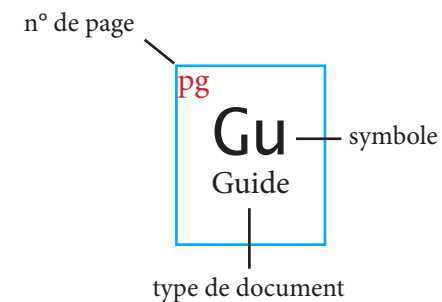 n° de page
pg
Gu
symbole
Guide
type de document